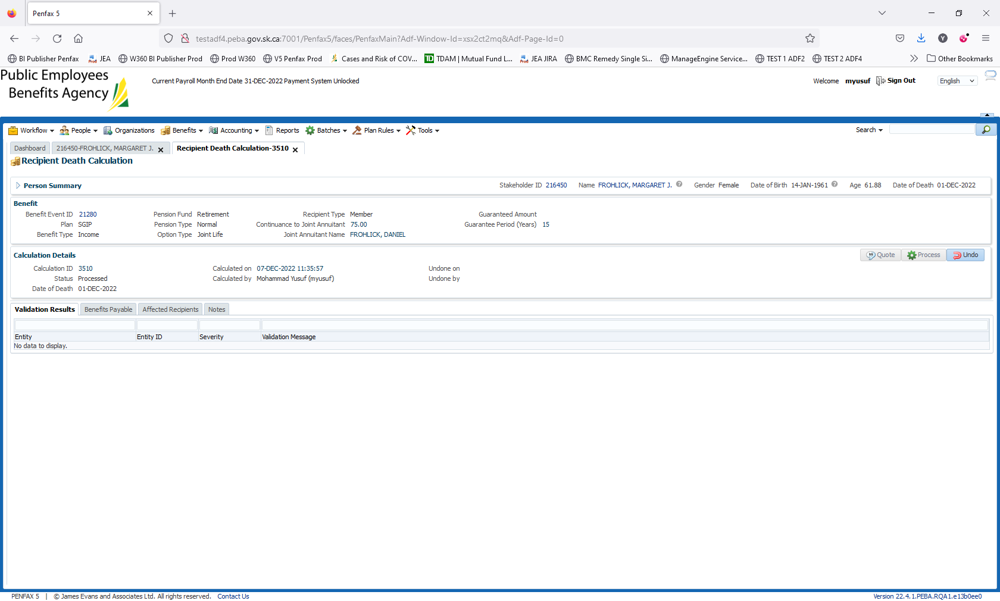 Penfax 5
testadf4.peba.gov.sk.ca:7001/Penfax5/faces/PenfaxMain?Adf-Window-Id=xsx2ct2mq&Adf-Page-Id=0
BI Publisher Penfax JEA W360 BI Publisher Prod Prod W360 V5 Penfax Prod Cases and Risk of COV... TDAM | Mutual Fund L... JEA JIRA BMC Remedy Single Si... ManageEngine Service... TEST 1 ADF2 TEST 2 ADF4 Other Bookmarks
Public Employees
Benefits Agency
Current Payroll Month End Date 31-DEC-2022 Payment System Unlocked
Welcome myusuf Sign Out English
Workflow People Organizations Benefits Accounting Reports Batches Plan Rules Tools Search
Dashboard 216450-FROHLICK, MARGARET J. Recipient Death Calculation-3510
Recipient Death Calculation
Person Summary Stakeholder ID 216450 Name FROHLICK, MARGARET J. Gender Female Date of Birth 14-JAN-1961 Age 61.88 Date of Death 01-DEC-2022
Benefit
Benefit Event ID 21280 Pension Fund Retirement Recipient Type Member Guaranteed Amount
Plan SGIP Pension Type Normal Continuance to Joint Annuitant 75.00 Guarantee Period (Years) 15
Benefit Type Income Option Type Joint Life Joint Annuitant Name FROHLICK, DANIEL
Calculation Details Quote Process Undo
Calculation ID 3510 Calculated on 07-DEC-2022 11:35:57 Undone on
Status Processed Calculated by Mohammad Yusuf (myusuf) Undone by
Date of Death 01-DEC-2022
Validation Results Benefits Payable Affected Recipients Notes
Entity Entity ID Severity Validation Message
No data to display.
PENFAX 5 | © James Evans and Associates Ltd. All rights reserved. Contact Us Version 22.4.1.PEBA.RQA1.e13b0ee0